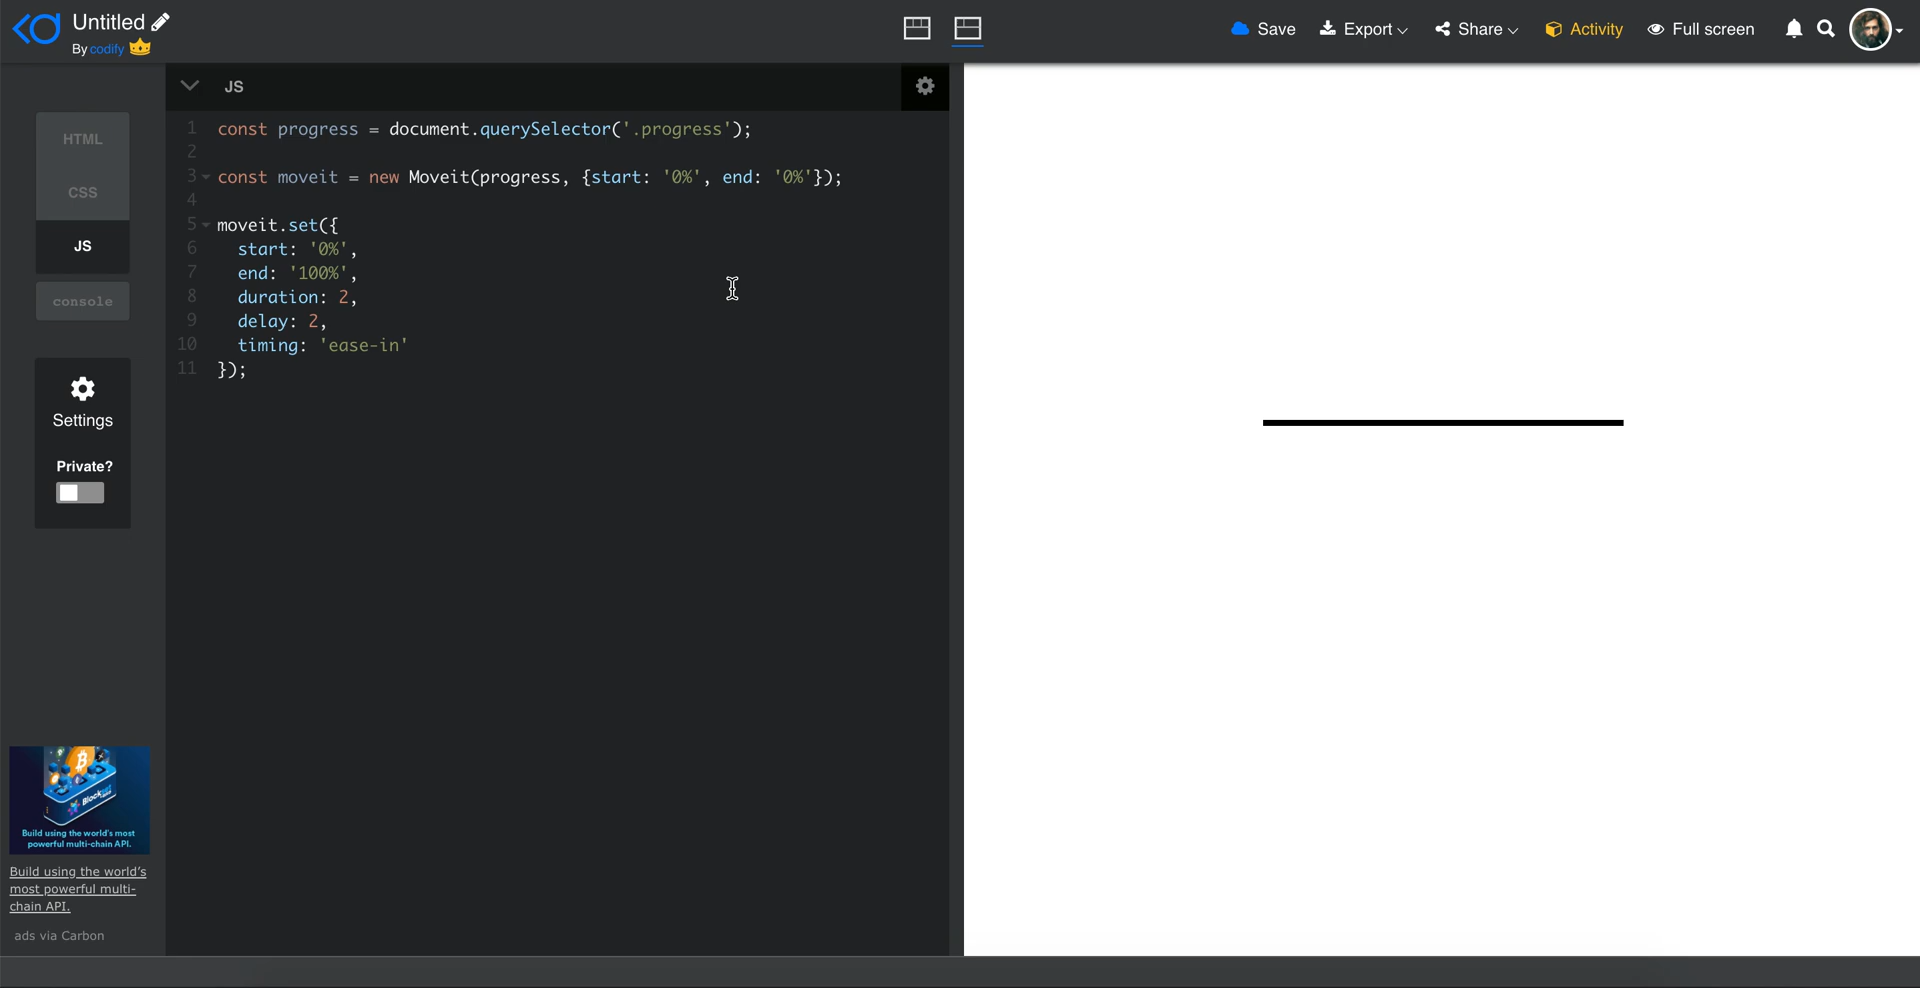 Untitled
By codify
Save
Export
Share
Activity
Full screen
HTML
CSS
JS
console
Settings
Private?
JS
1 const progress = document.querySelector('.progress');
2
3 const moveit = new Moveit(progress, {start: '0%', end: '0%'});
4
5 moveit.set({
6 start: '0%',
7 end: '100%',
8 duration: 2,
9 delay: 2,
10 timing: 'ease-in'
11 });
Build using the world's most
powerful multi-chain API.
Build using the world's
most powerful multi-
chain API.
ads via Carbon